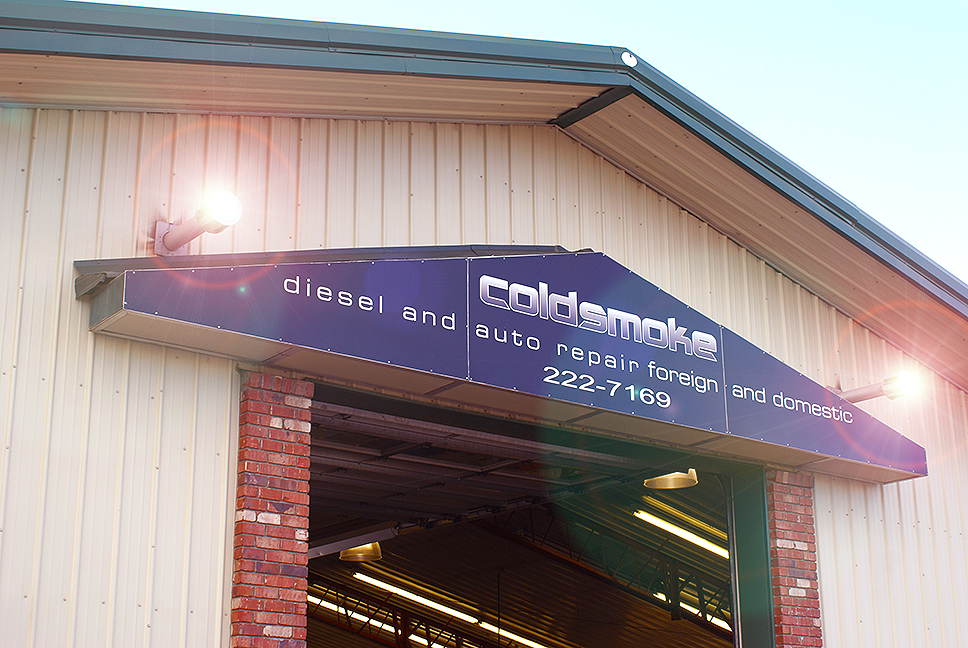 coldsmoke
diesel and auto repair foreign and domestic
222-7169